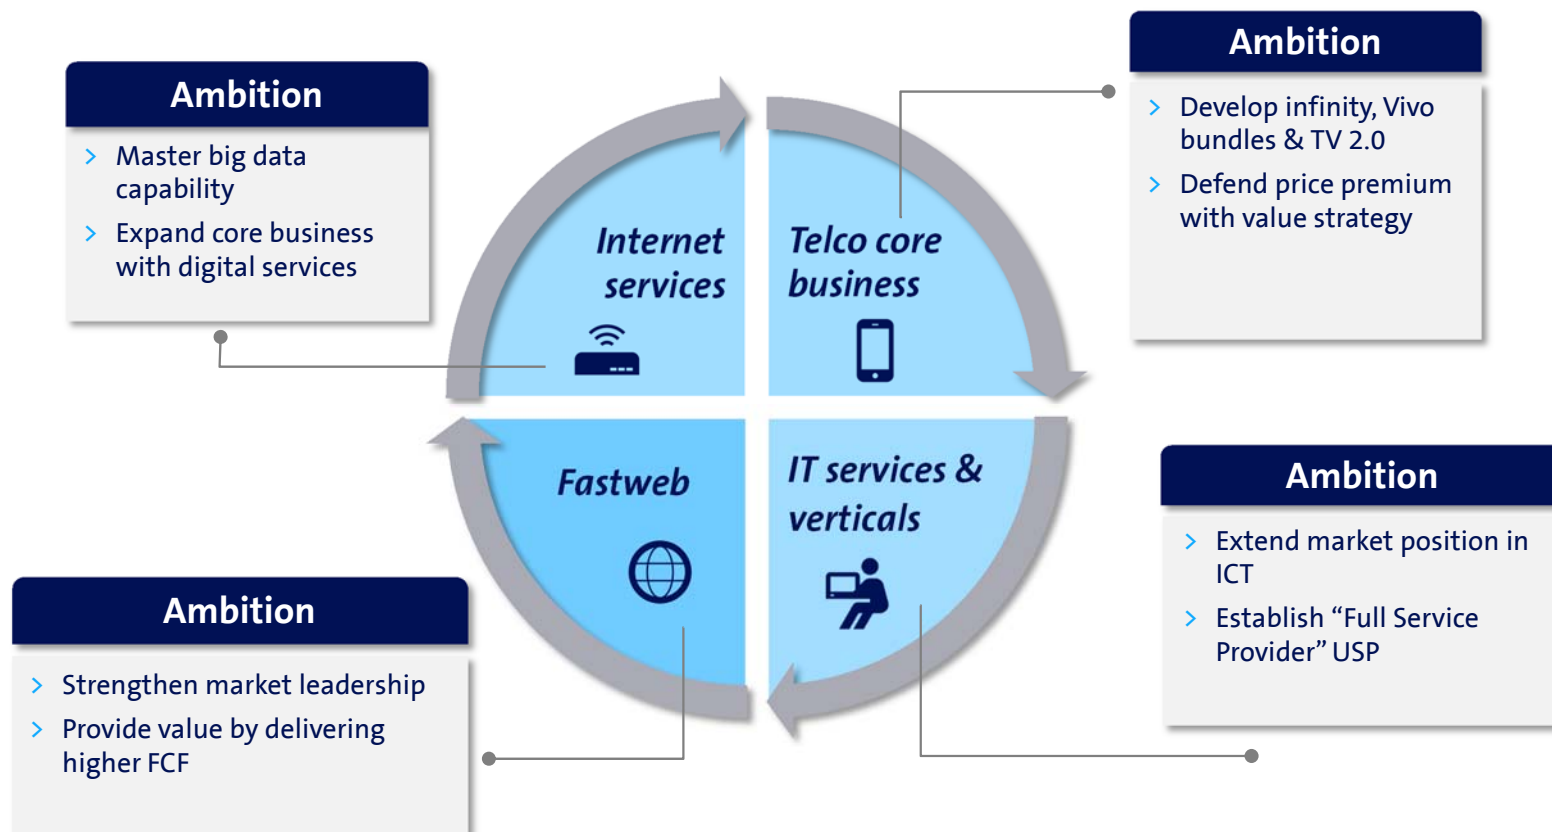 Ambition
> Master big data
capability
> Expand core business
with digital services
Ambition
> Develop infinity, Vivo
bundles & TV 2.0
> Defend price premium
with value strategy
Internet
services
Telco core
business
Fastweb
IT services &
verticals
Ambition
> Strengthen market leadership
> Provide value by delivering
higher FCF
Ambition
> Extend market position in
ICT
> Establish “Full Service
Provider” USP